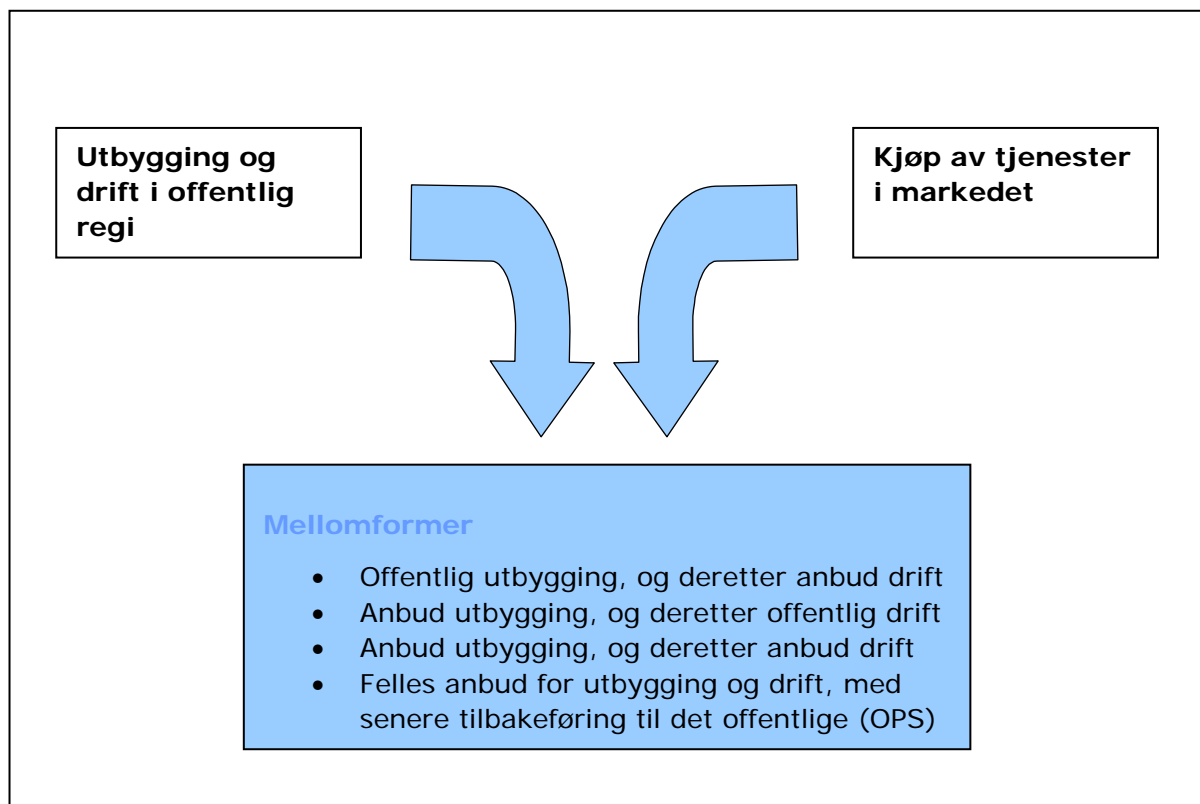 Utbygging og
drift i offentlig
regi
Kjøp av tjenester
i markedet
Mellomformer
• Offentlig utbygging, og deretter anbud drift
• Anbud utbygging, og deretter offentlig drift
• Anbud utbygging, og deretter anbud drift
• Felles anbud for utbygging og drift, med
senere tilbakeføring til det offentlige (OPS)